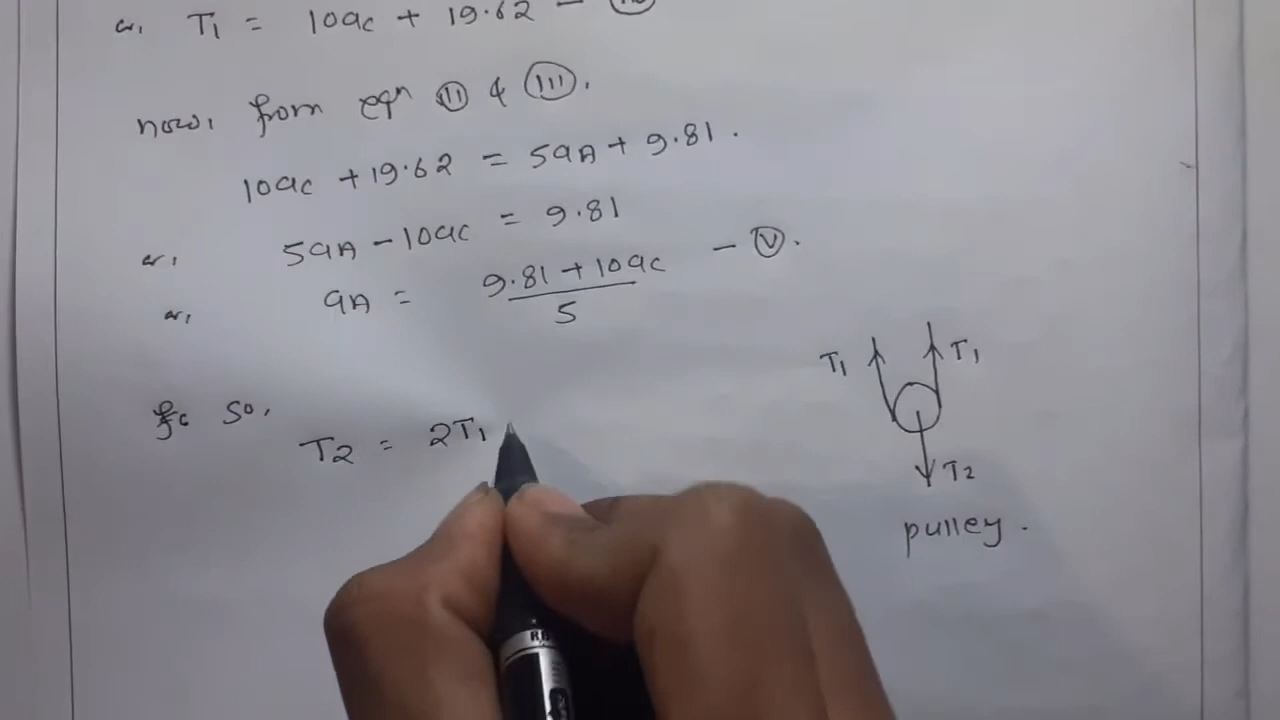 or, T1 = 10ac + 19.62 -
now, from eqn II & III.
10ac + 19.62 = 5aA + 9.81.
or, 5aA - 10ac = 9.81
or, aA = 9.81 + 10ac / 5 - V.
T1 T1
fc so,
T2 = 2T1
T2
pulley.